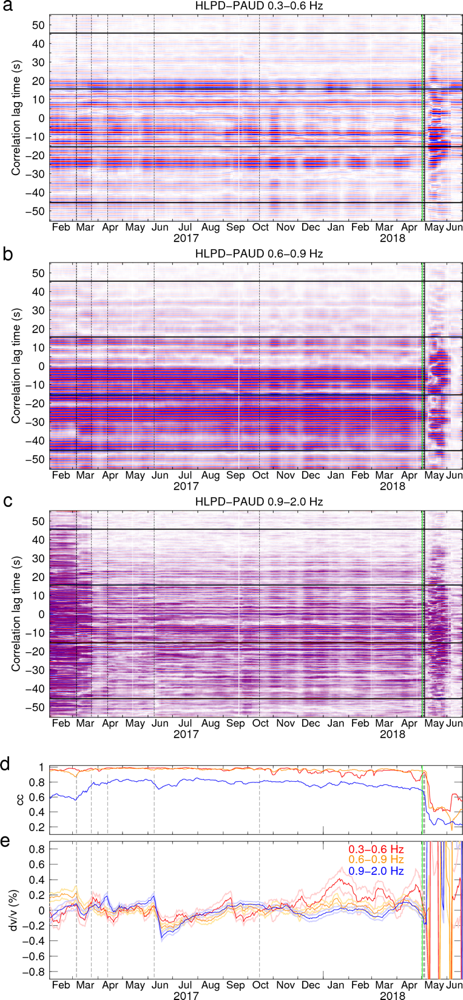 a
HLPD−PAUD 0.3−0.6 Hz
Correlation lag time (s)
50
40
30
20
10
0
−10
−20
−30
−40
−50
Feb Mar Apr May Jun Jul Aug Sep Oct Nov Dec Jan Feb Mar Apr May Jun
2017 2018
b
HLPD−PAUD 0.6−0.9 Hz
Correlation lag time (s)
50
40
30
20
10
0
−10
−20
−30
−40
−50
Feb Mar Apr May Jun Jul Aug Sep Oct Nov Dec Jan Feb Mar Apr May Jun
2017 2018
c
HLPD−PAUD 0.9−2.0 Hz
Correlation lag time (s)
50
40
30
20
10
0
−10
−20
−30
−40
−50
Feb Mar Apr May Jun Jul Aug Sep Oct Nov Dec Jan Feb Mar Apr May Jun
2017 2018
d
cc
1
0.8
0.6
0.4
0.2
e
dv/v (%)
0.8
0.6
0.4
0.2
0
−0.2
−0.4
−0.6
−0.8
0.3−0.6 Hz
0.6−0.9 Hz
0.9−2.0 Hz
Feb Mar Apr May Jun Jul Aug Sep Oct Nov Dec Jan Feb Mar Apr May Jun
2017 2018